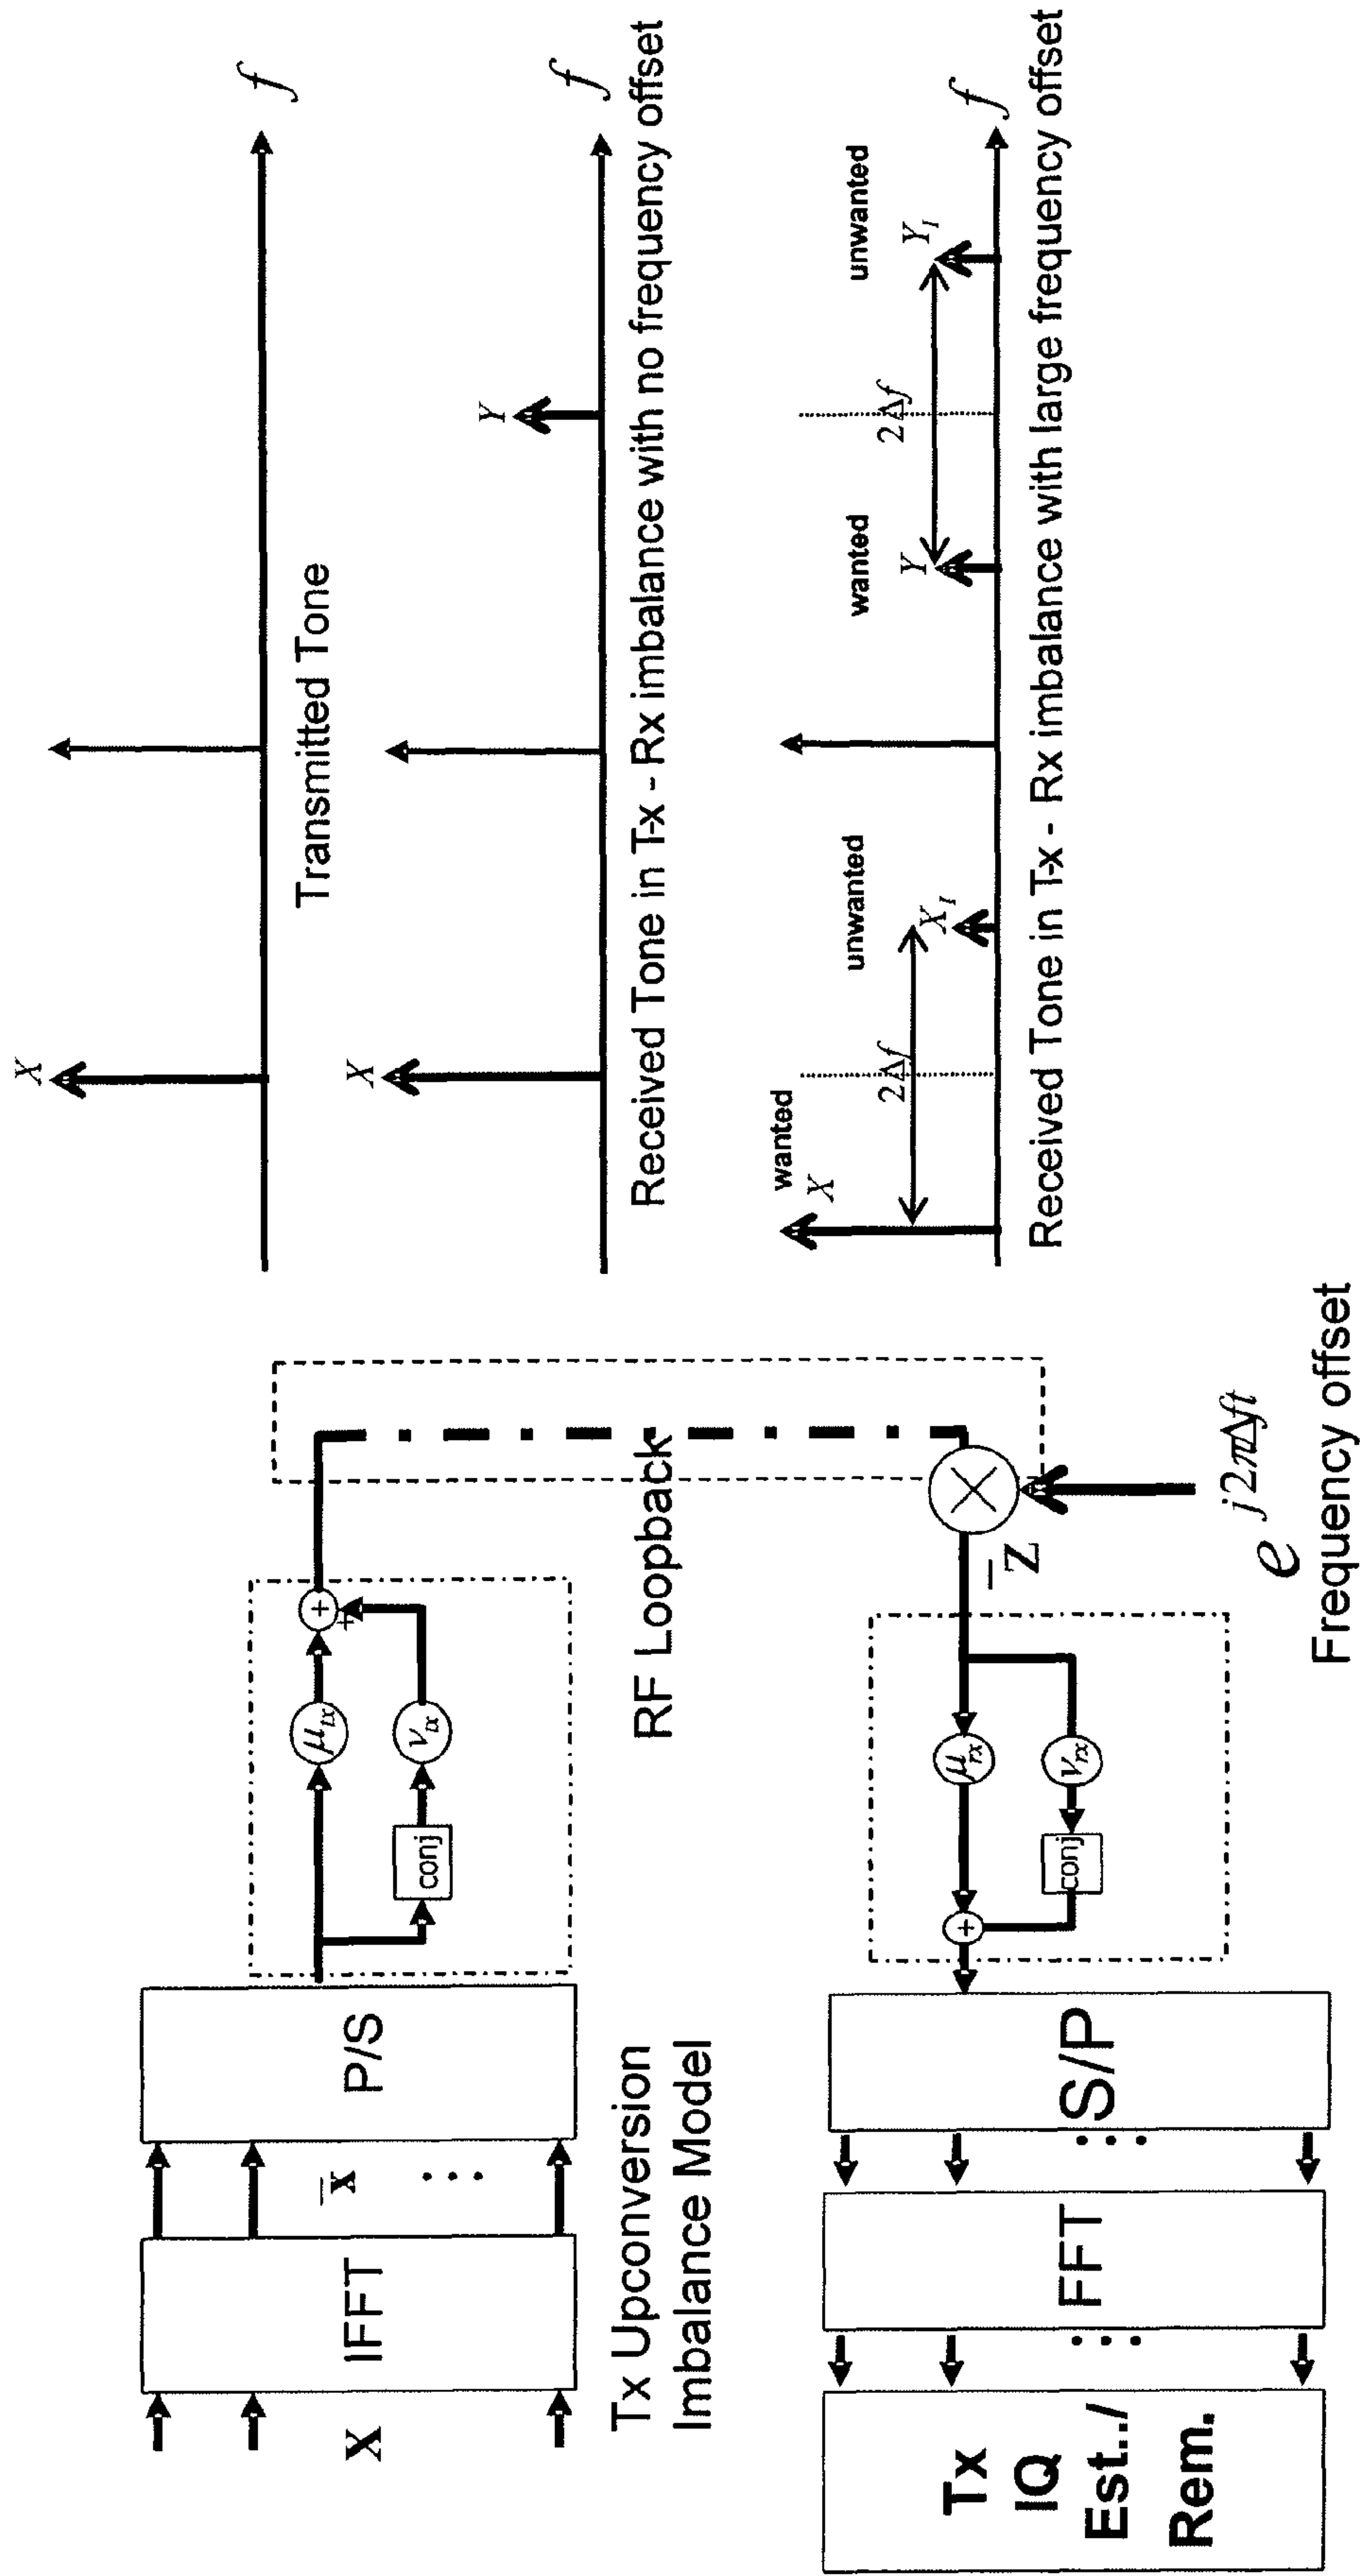 X
IFFT
x̄
...
P/S
Tx Upconversion
Imbalance Model
conj
μtx
νtx
+
+
RF Loopback
Tx
IQ
Est../
Rem.
...
FFT
...
S/P
+
conj
μrx
νrx
Z̄
e j2πΔft
Frequency offset
X
f
Transmitted Tone
X
Y
f
Received Tone in Tx - Rx imbalance with no frequency offset
wanted
unwanted
wanted
unwanted
X
2Δf
XI
Y
2Δf
YI
f
Received Tone in Tx - Rx imbalance with large frequency offset